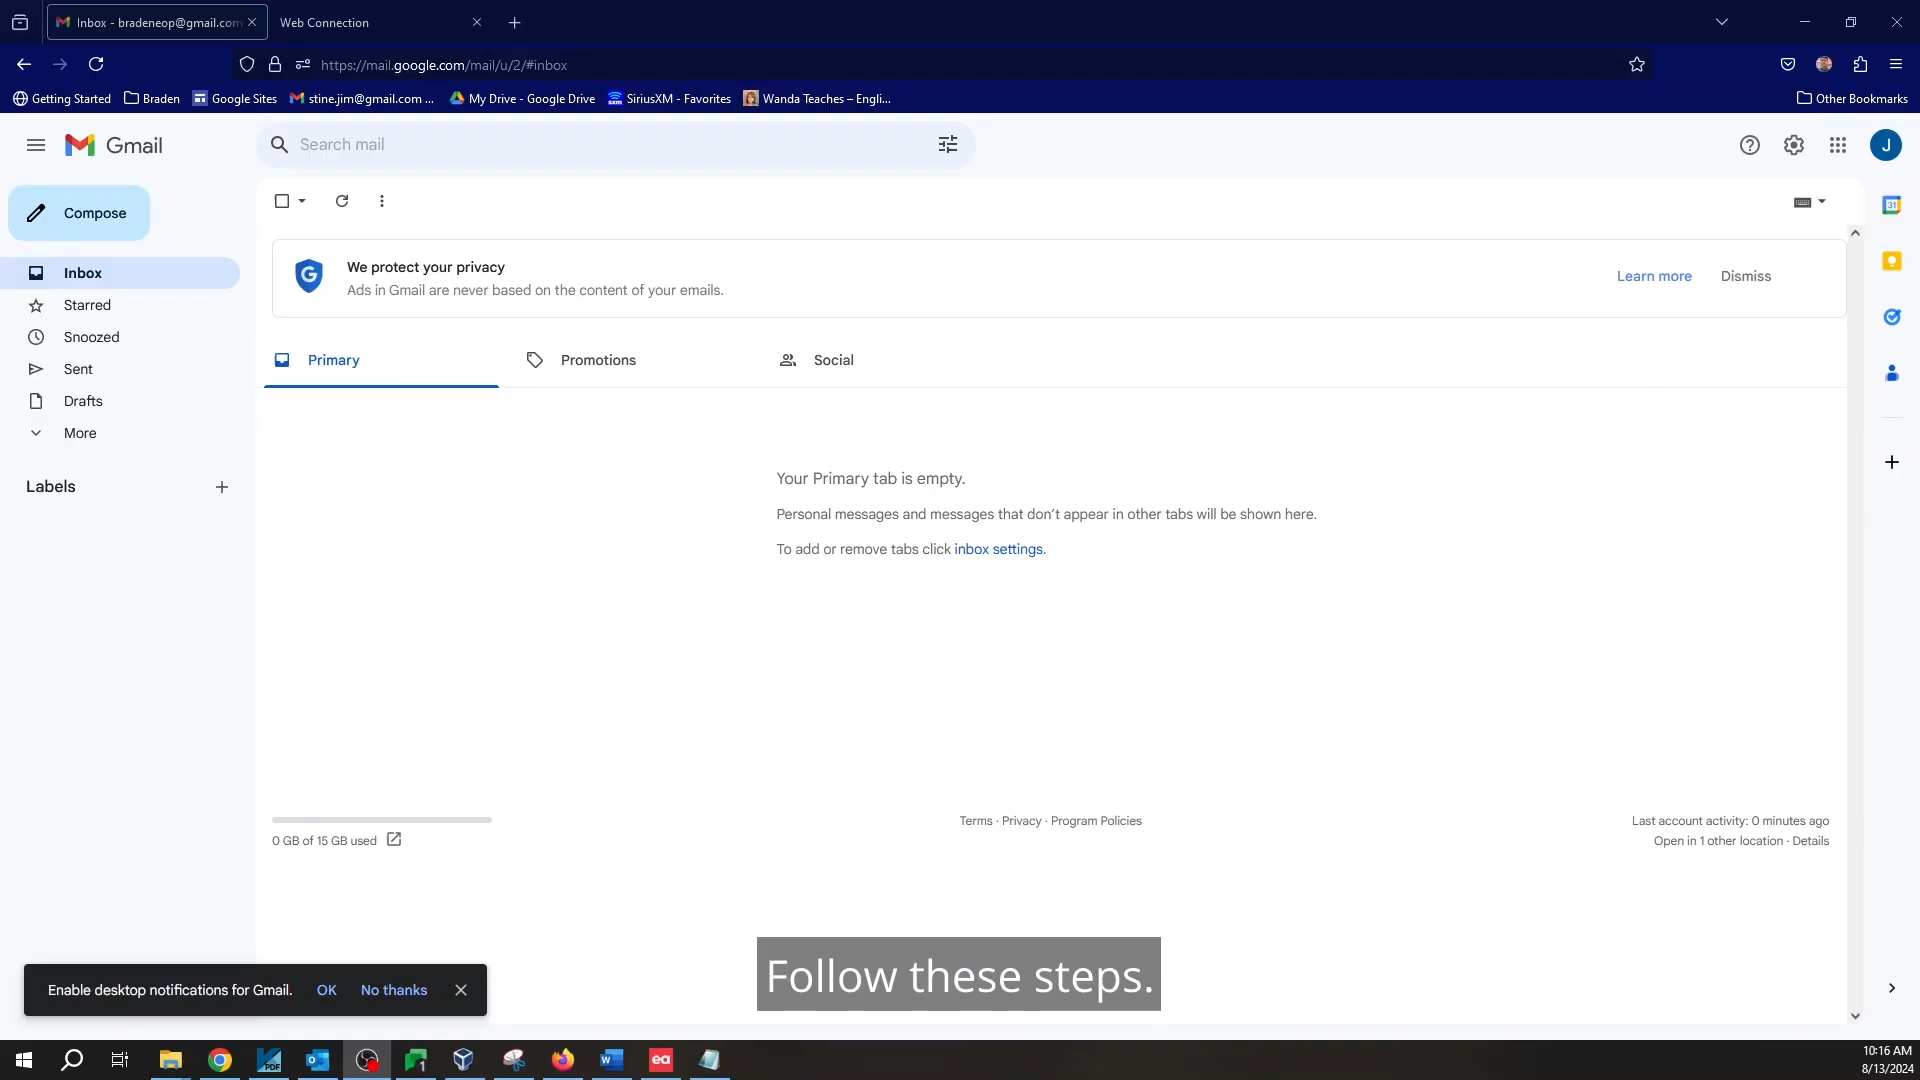 Inbox - bradeneop@gmail.com
Web Connection
https://mail.google.com/mail/u/2/#inbox
Getting Started
Braden
Google Sites
stine.jim@gmail.com ...
My Drive - Google Drive
SiriusXM - Favorites
Wanda Teaches – Engli...
Other Bookmarks
Gmail
Search mail
J
Compose
Inbox
Starred
Snoozed
Sent
Drafts
More
Labels
We protect your privacy
Ads in Gmail are never based on the content of your emails.
Learn more
Dismiss
Primary
Promotions
Social
Your Primary tab is empty.
Personal messages and messages that don’t appear in other tabs will be shown here.
To add or remove tabs click inbox settings.
0 GB of 15 GB used
Terms · Privacy · Program Policies
Last account activity: 0 minutes ago
Open in 1 other location · Details
31
Enable desktop notifications for Gmail.
OK
No thanks
Follow these steps.
PDF
1
W
ea
10:16 AM
8/13/2024